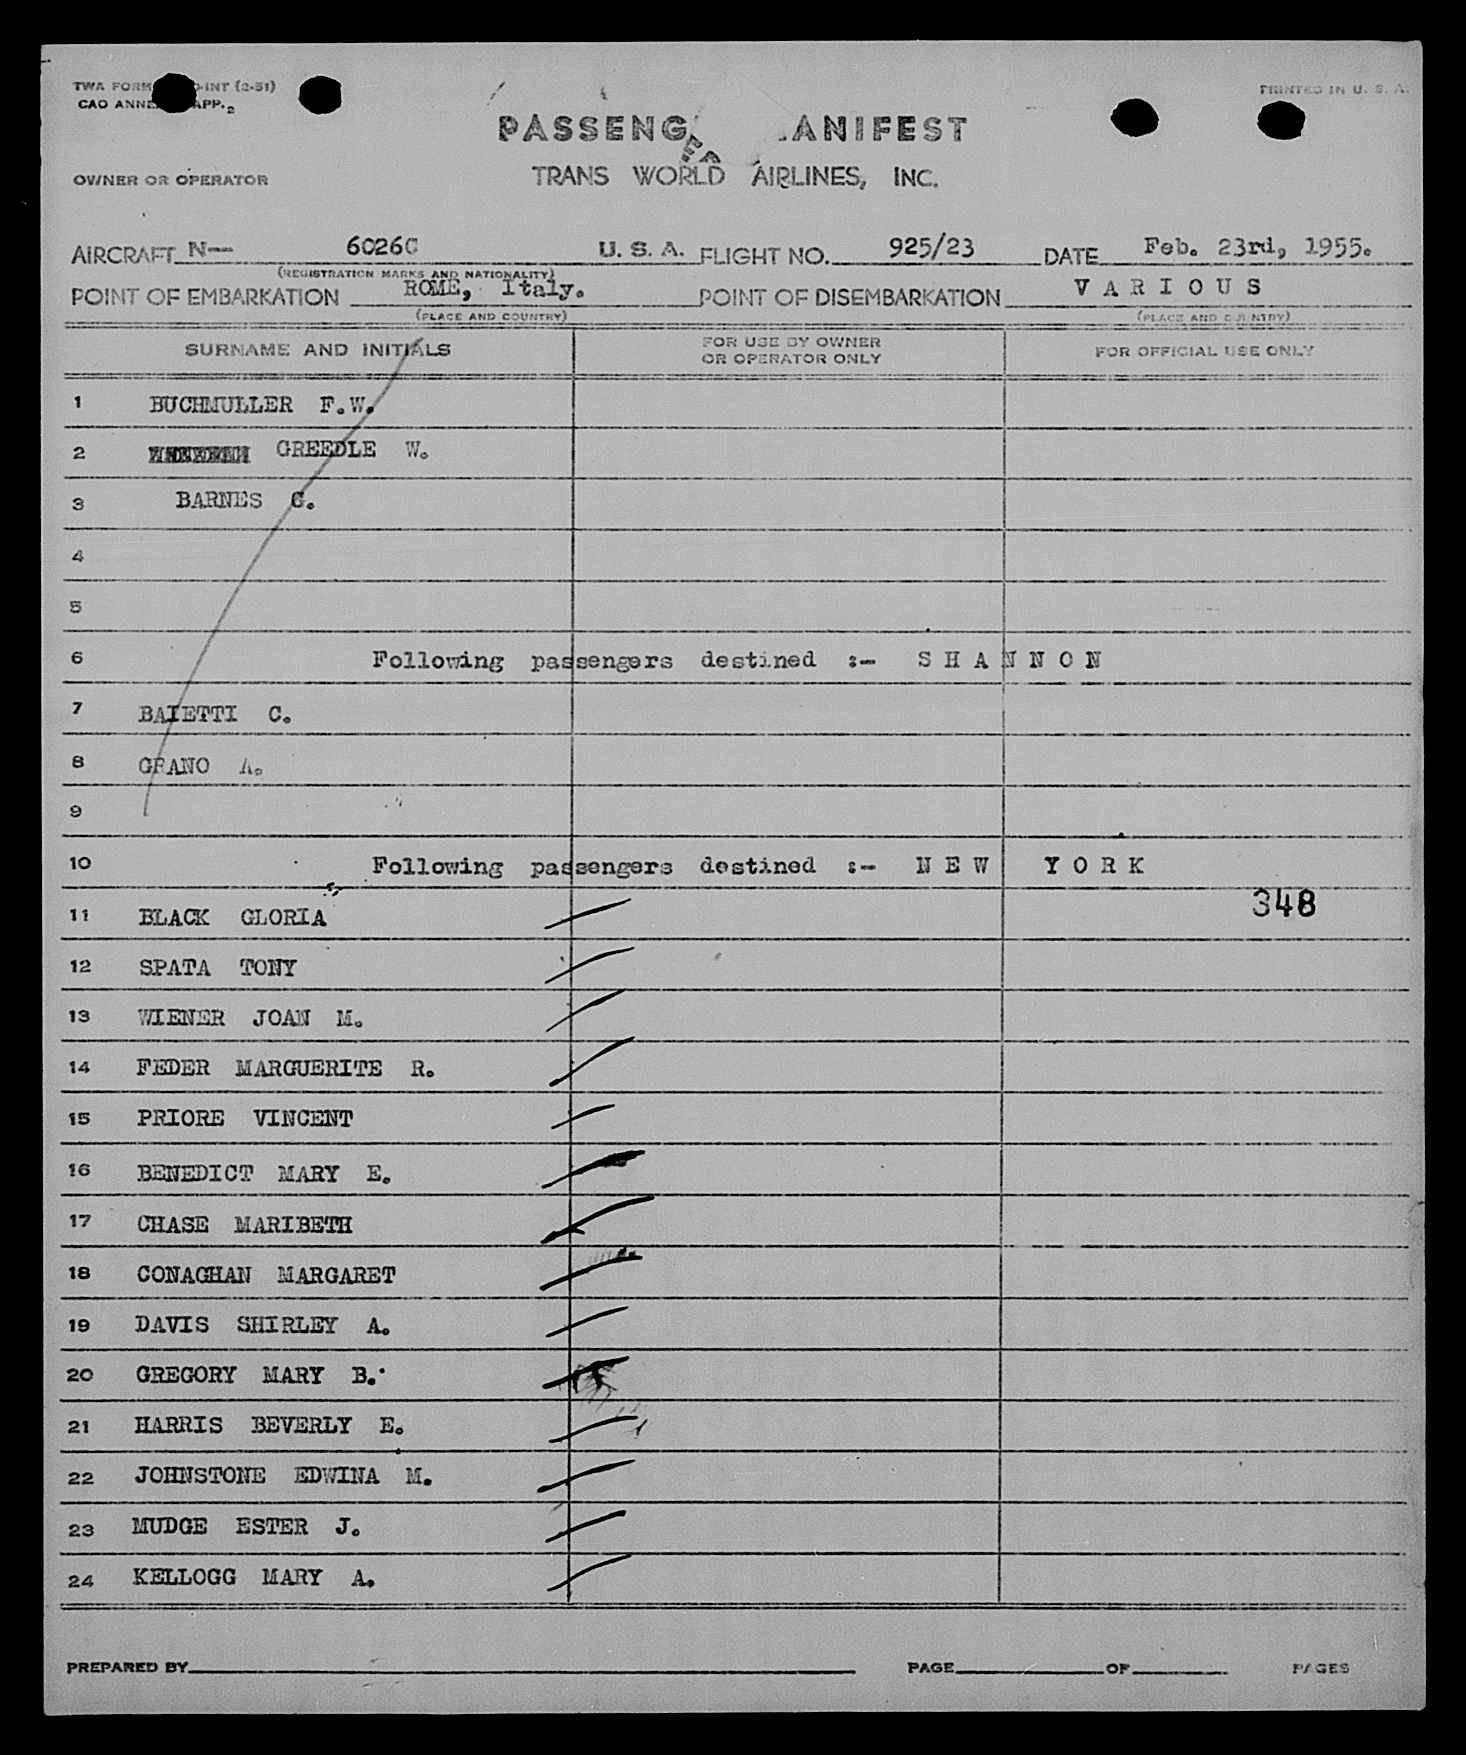 TWA FORM -INT (2-51)
CAO ANNE APP. 2
PRINTED IN U. S. A.
PASSENGER MANIFEST
TRANS WORLD AIRLINES, INC.
OWNER OR OPERATOR
AIRCRAFT N— 6026C U. S. A. FLIGHT NO. 925/23 DATE Feb. 23rd, 1955.
(REGISTRATION MARKS AND NATIONALITY)
POINT OF EMBARKATION ROME, Italy. POINT OF DISEMBARKATION V A R I O U S
(PLACE AND COUNTRY) (PLACE AND COUNTRY)
SURNAME AND INITIALS FOR USE BY OWNER OR OPERATOR ONLY FOR OFFICIAL USE ONLY
1 BUCHMULLER F.W.
2 GREEDLE W.
3 BARNES C.
4
5
6 Following passengers destined :- S H A N N O N
7 BAIETTI C.
8 GRANO A.
9
10 Following passengers destined :- N E W Y O R K
348
11 BLACK GLORIA
12 SPATA TONY
13 WIENER JOAN M.
14 FEDER MARGUERITE R.
15 PRIORE VINCENT
16 BENEDICT MARY E.
17 CHASE MARIBETH
18 CONAGHAN MARGARET
19 DAVIS SHIRLEY A.
20 GREGORY MARY B.
21 HARRIS BEVERLY E.
22 JOHNSTONE EDWINA M.
23 MUDGE ESTER J.
24 KELLOGG MARY A.
PREPARED BY PAGE OF PAGES